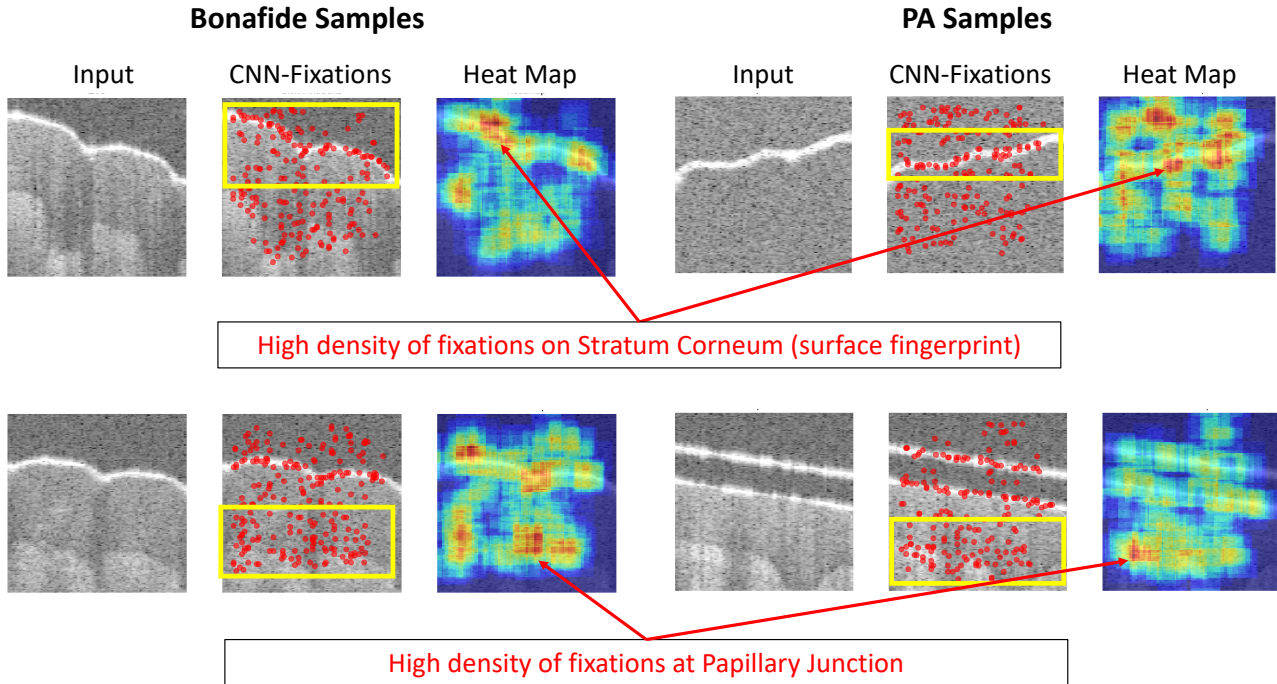 Bonafide Samples PA Samples
Input CNN-Fixations Heat Map Input CNN-Fixations Heat Map
High density of fixations on Stratum Corneum (surface fingerprint)
High density of fixations at Papillary Junction